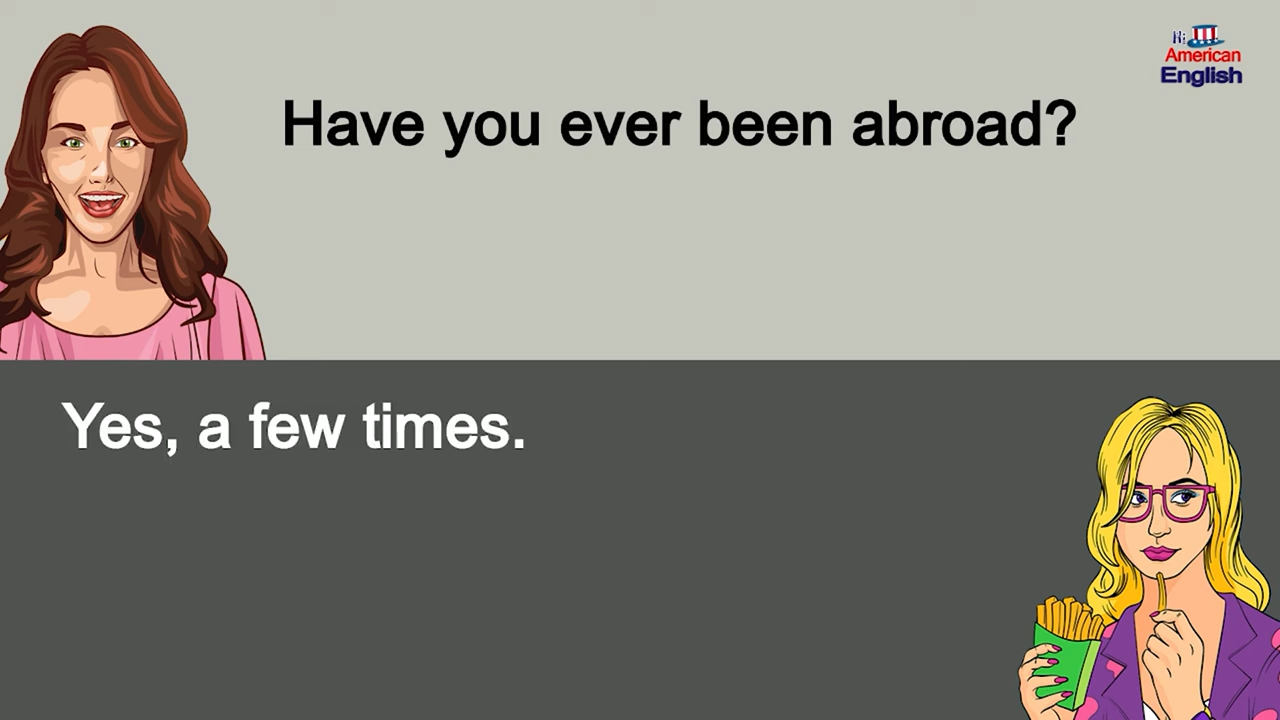 Hi
American
English
Have you ever been abroad?
Yes, a few times.